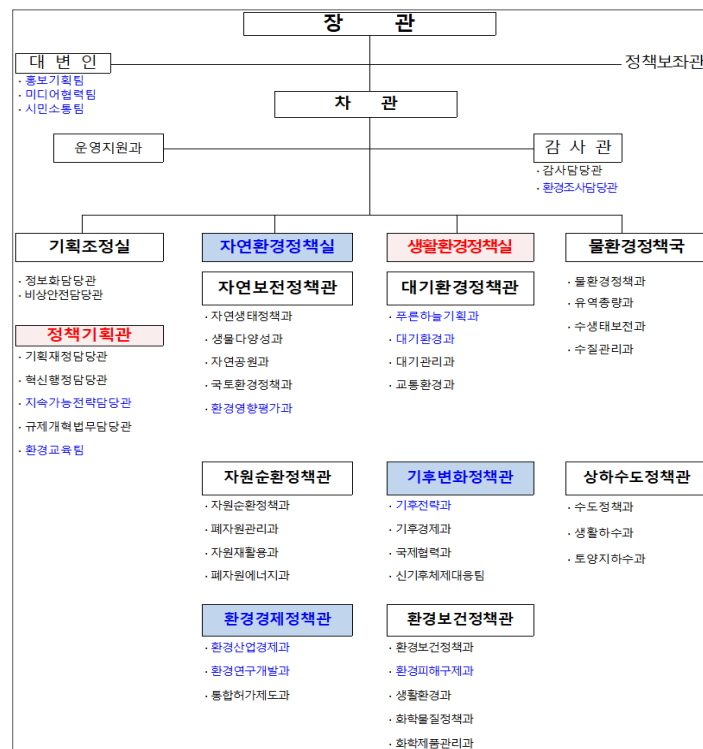 장 관
대 변 인
정책보좌관
· 홍보기획팀
· 미디어협력팀
· 시민소통팀
차 관
운영지원과
감 사 관
· 감사담당관
· 환경조사담당관
기획조정실
자연환경정책실
생활환경정책실
물환경정책국
· 정보화담당관
· 비상안전담당관
정책기획관
· 기획재정담당관
· 혁신행정담당관
· 지속가능전략담당관
· 규제개혁법무담당관
· 환경교육팀
자연보전정책관
· 자연생태정책과
· 생물다양성과
· 자연공원과
· 국토환경정책과
· 환경영향평가과
대기환경정책관
· 푸른하늘기획과
· 대기환경과
· 대기관리과
· 교통환경과
· 물환경정책과
· 유역총량과
· 수생태보전과
· 수질관리과
자원순환정책관
· 자원순환정책과
· 폐자원관리과
· 자원재활용과
· 폐자원에너지과
기후변화정책관
· 기후전략과
· 기후경제과
· 국제협력과
· 신기후체제대응팀
상하수도정책관
· 수도정책과
· 생활하수과
· 토양지하수과
환경경제정책관
· 환경산업경제과
· 환경연구개발과
· 통합허가제도과
환경보건정책관
· 환경보건정책과
· 환경피해구제과
· 생활환경과
· 화학물질정책과
· 화학제품관리과